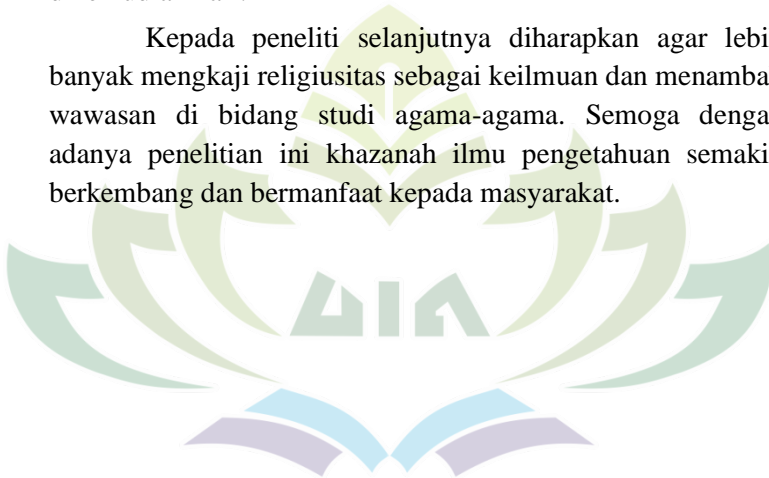 Kepada peneliti selanjutnya diharapkan agar lebi
banyak mengkaji religiusitas sebagai keilmuan dan menamba
wawasan di bidang studi agama-agama. Semoga denga
adanya penelitian ini khazanah ilmu pengetahuan semaki
berkembang dan bermanfaat kepada masyarakat.
UIN